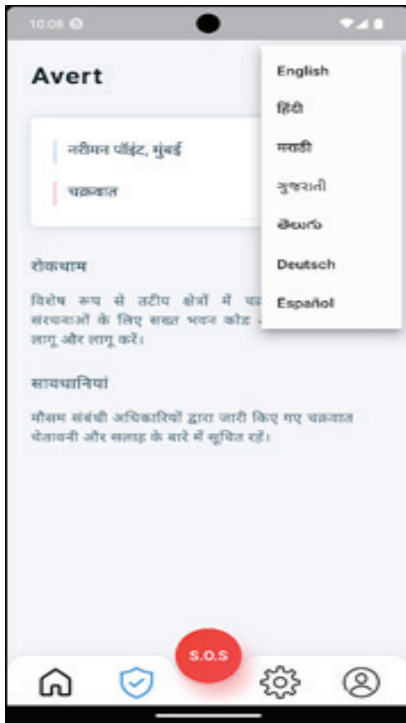 10:08
Avert
English
हिंदी
मराठी
ગુજરાતી
తెలుగు
Deutsch
Español
नरीमन पॉइंट, मुंबई
चक्रवात
रोकथाम
विशेष रूप से तटीय क्षेत्रों में
संरचनाओं के लिए सख्त भवन कोड
लागू और लागू करें।
सावधानियां
मौसम संबंधी अधिकारियों द्वारा जारी किए गए चक्रवात
चेतावनी और सलाह के बारे में सूचित रहें।
S.O.S